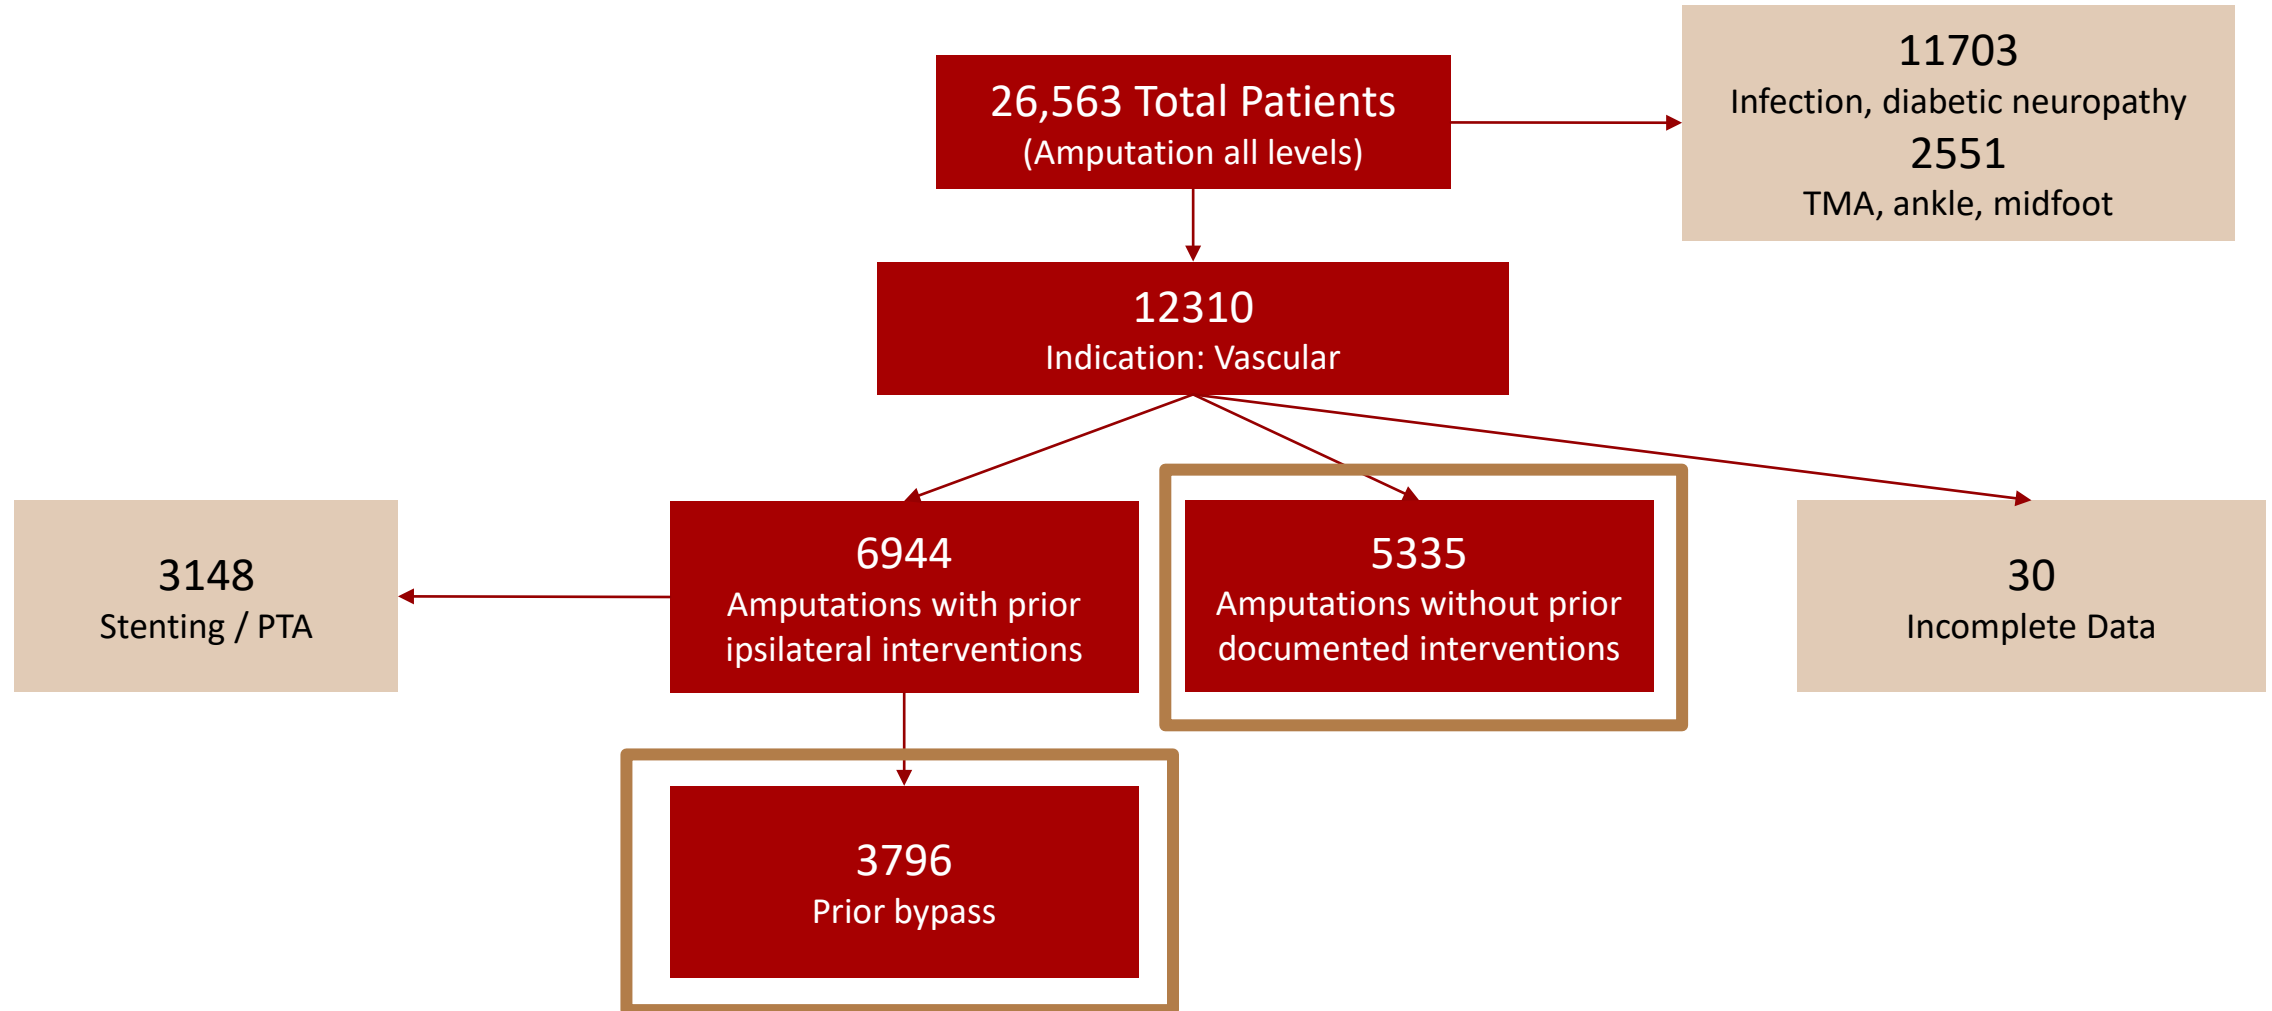 26,563 Total Patients
(Amputation all levels)
11703
Infection, diabetic neuropathy
2551
TMA, ankle, midfoot
12310
Indication: Vascular
3148
Stenting / PTA
6944
Amputations with prior
ipsilateral interventions
5335
Amputations without prior
documented interventions
30
Incomplete Data
3796
Prior bypass